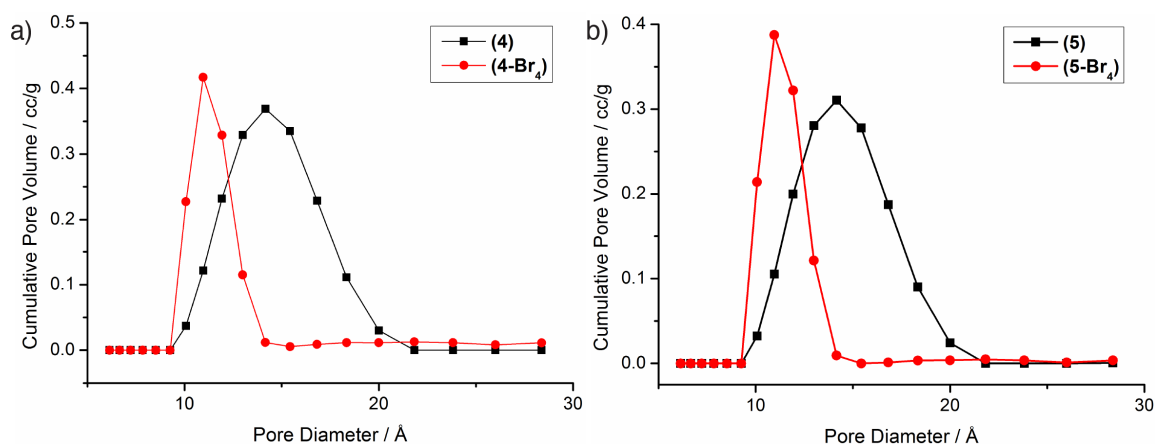 a)
0.5
0.4
0.3
0.2
0.1
0.0
Cumulative Pore Volume / cc/g
10
20
30
Pore Diameter / Å
(4)
(4-Br₄)
b)
0.4
0.3
0.2
0.1
0.0
Cumulative Pore Volume / cc/g
10
20
30
Pore Diameter / Å
(5)
(5-Br₄)